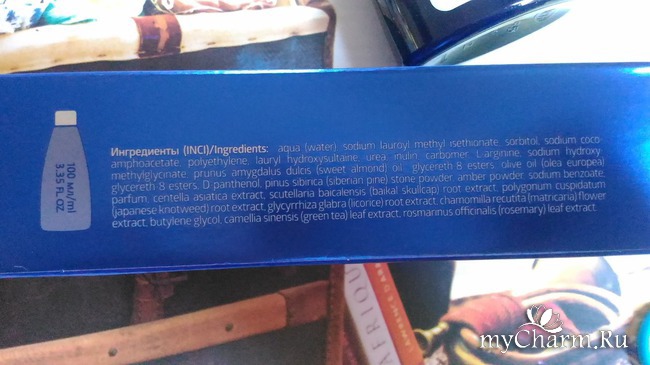 100 мл/ml
3.35 FL.OZ.
Ингредиенты (INCI)/Ingredients: aqua (water), sodium lauroyl methyl isethionate, sorbitol, sodium coco-
amphoacetate, polyethylene, lauryl hydroxysultaine, urea, inulin, carbomer, L arginine, sodium hydroxy-
methylglycinate, prunus amygdalus dulcis (sweet almond) oil, glycereth-8 esters, olive oil (olea europea)
glycereth-8 esters, D panthenol, pinus sibirica (siberian pine) stone powder, amber powder, sodium benzoate,
parfum, centella asiatica extract, scutellaria baicalensis (baikal skullcap) root extract, polygonum cuspidatum
(japanese knotweed) root extract, glycyrrhiza glabra (licorice) root extract, chamomilla recutita (matricaria) flower
extract, butylene glycol, camellia sinensis (green tea) leaf extract, rosmarinus officinalis (rosemary) leaf extract.
AFRIQU
myCharm.Ru